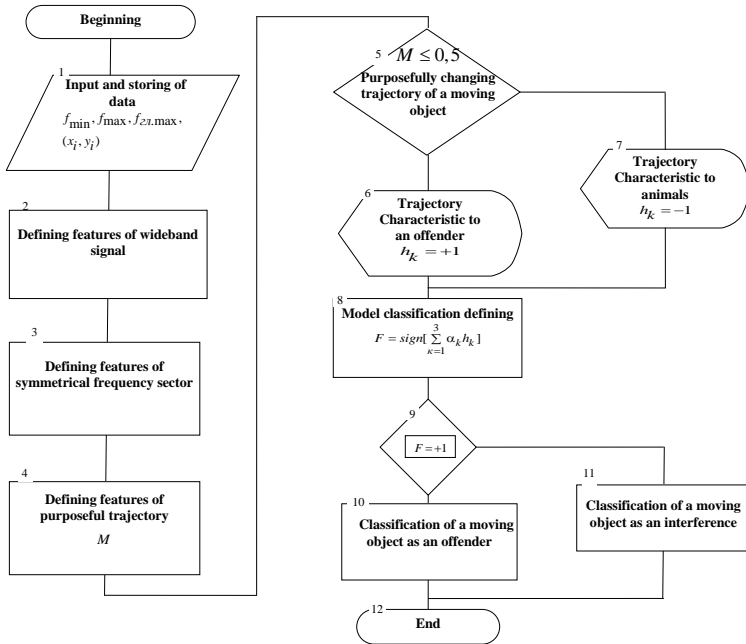 Beginning
1
Input and storing of
data
f_min, f_max, f_гл.max,
(x_i, y_i)
2
Defining features of wideband
signal
3
Defining features of
symmetrical frequency sector
4
Defining features of
purposeful trajectory
M
5
M ≤ 0,5
Purposefully changing
trajectory of a moving
object
6
Trajectory
Characteristic to
an offender
h_k = +1
7
Trajectory
Characteristic to
animals
h_k = −1
8
Model classification defining
F = sign[ ∑_{κ=1}^{3} α_k h_k ]
9
F = +1
10
Classification of a moving
object as an offender
11
Classification of a moving
object as an interference
12
End